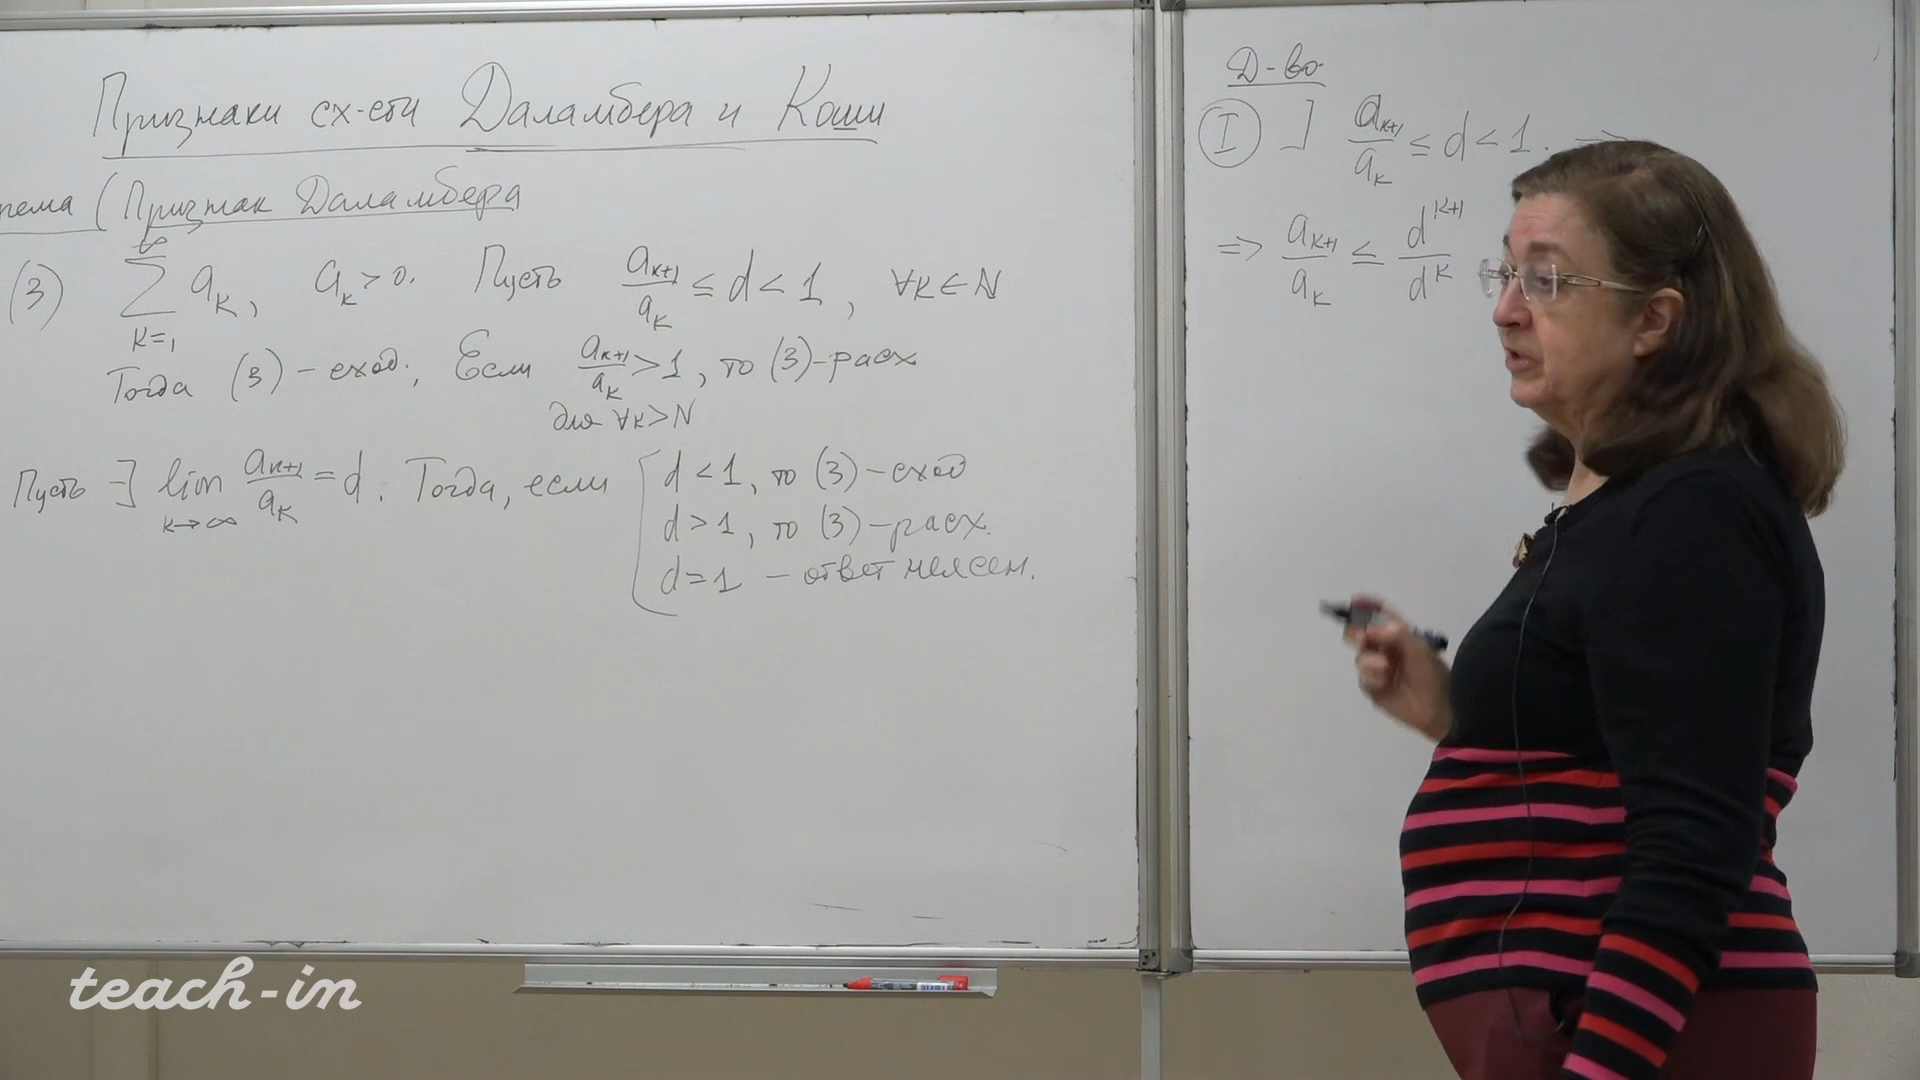 Признаки сх-сти Даламбера и Коши
рема (Признак Даламбера
(3) ∞ Σ k=1 a_k, a_k > 0. Пусть a_{k+1}/a_k ≤ d < 1, ∀k ∈ N
Тогда (3) – сход., Если a_{k+1}/a_k > 1, то (3)-расх
для ∀k > N
Пусть ∃ lim k→∞ a_{k+1}/a_k = d. Тогда, если [ d < 1, то (3) – сход
d > 1, то (3) – расх.
d = 1 – ответ неясен.
Д-во
I ] a_{k+1}/a_k ≤ d < 1. ⇒
⇒ a_{k+1}/a_k ≤ d^{k+1}/d^k
teach-in